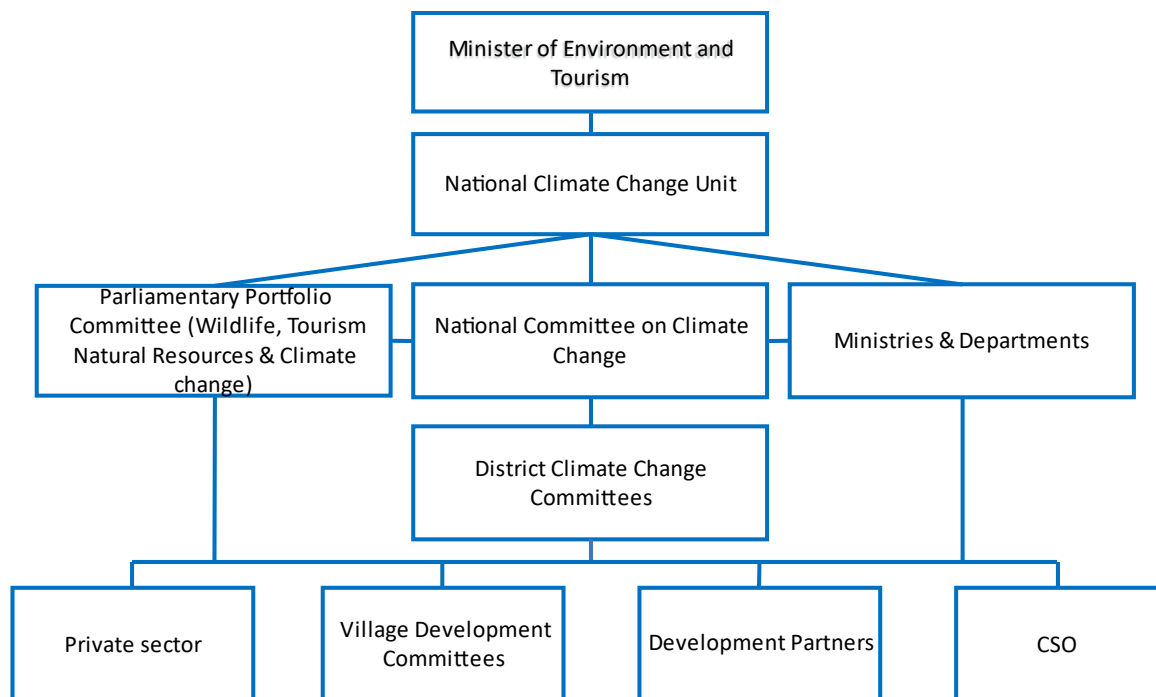 Minister of Environment and
Tourism
National Climate Change Unit
Parliamentary Portfolio
Committee (Wildlife, Tourism
Natural Resources & Climate
change)
National Committee on Climate
Change
Ministries & Departments
District Climate Change
Committees
Private sector
Village Development
Committees
Development Partners
CSO